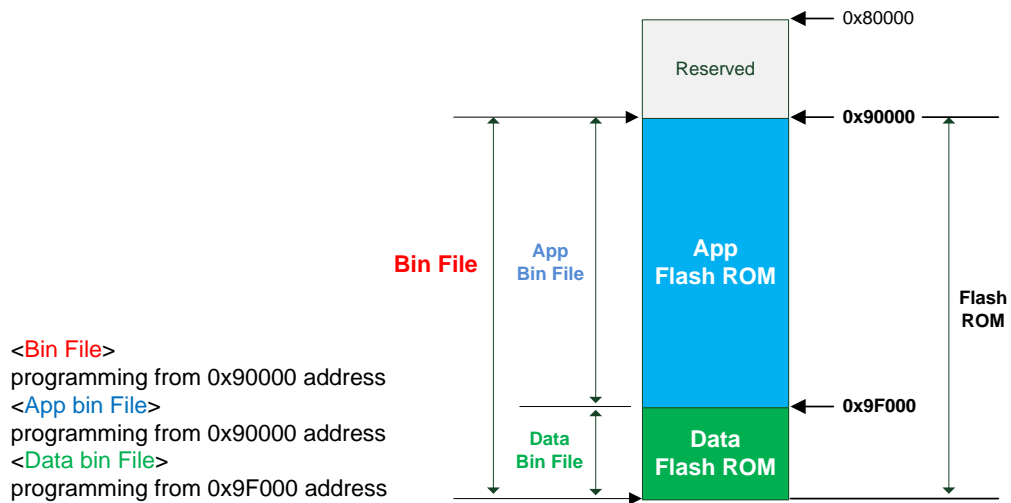 0x80000
Reserved
0x90000
Bin File
App
Bin File
App
Flash ROM
Flash
ROM
<Bin File>
programming from 0x90000 address
<App bin File>
programming from 0x90000 address
<Data bin File>
programming from 0x9F000 address
0x9F000
Data
Bin File
Data
Flash ROM